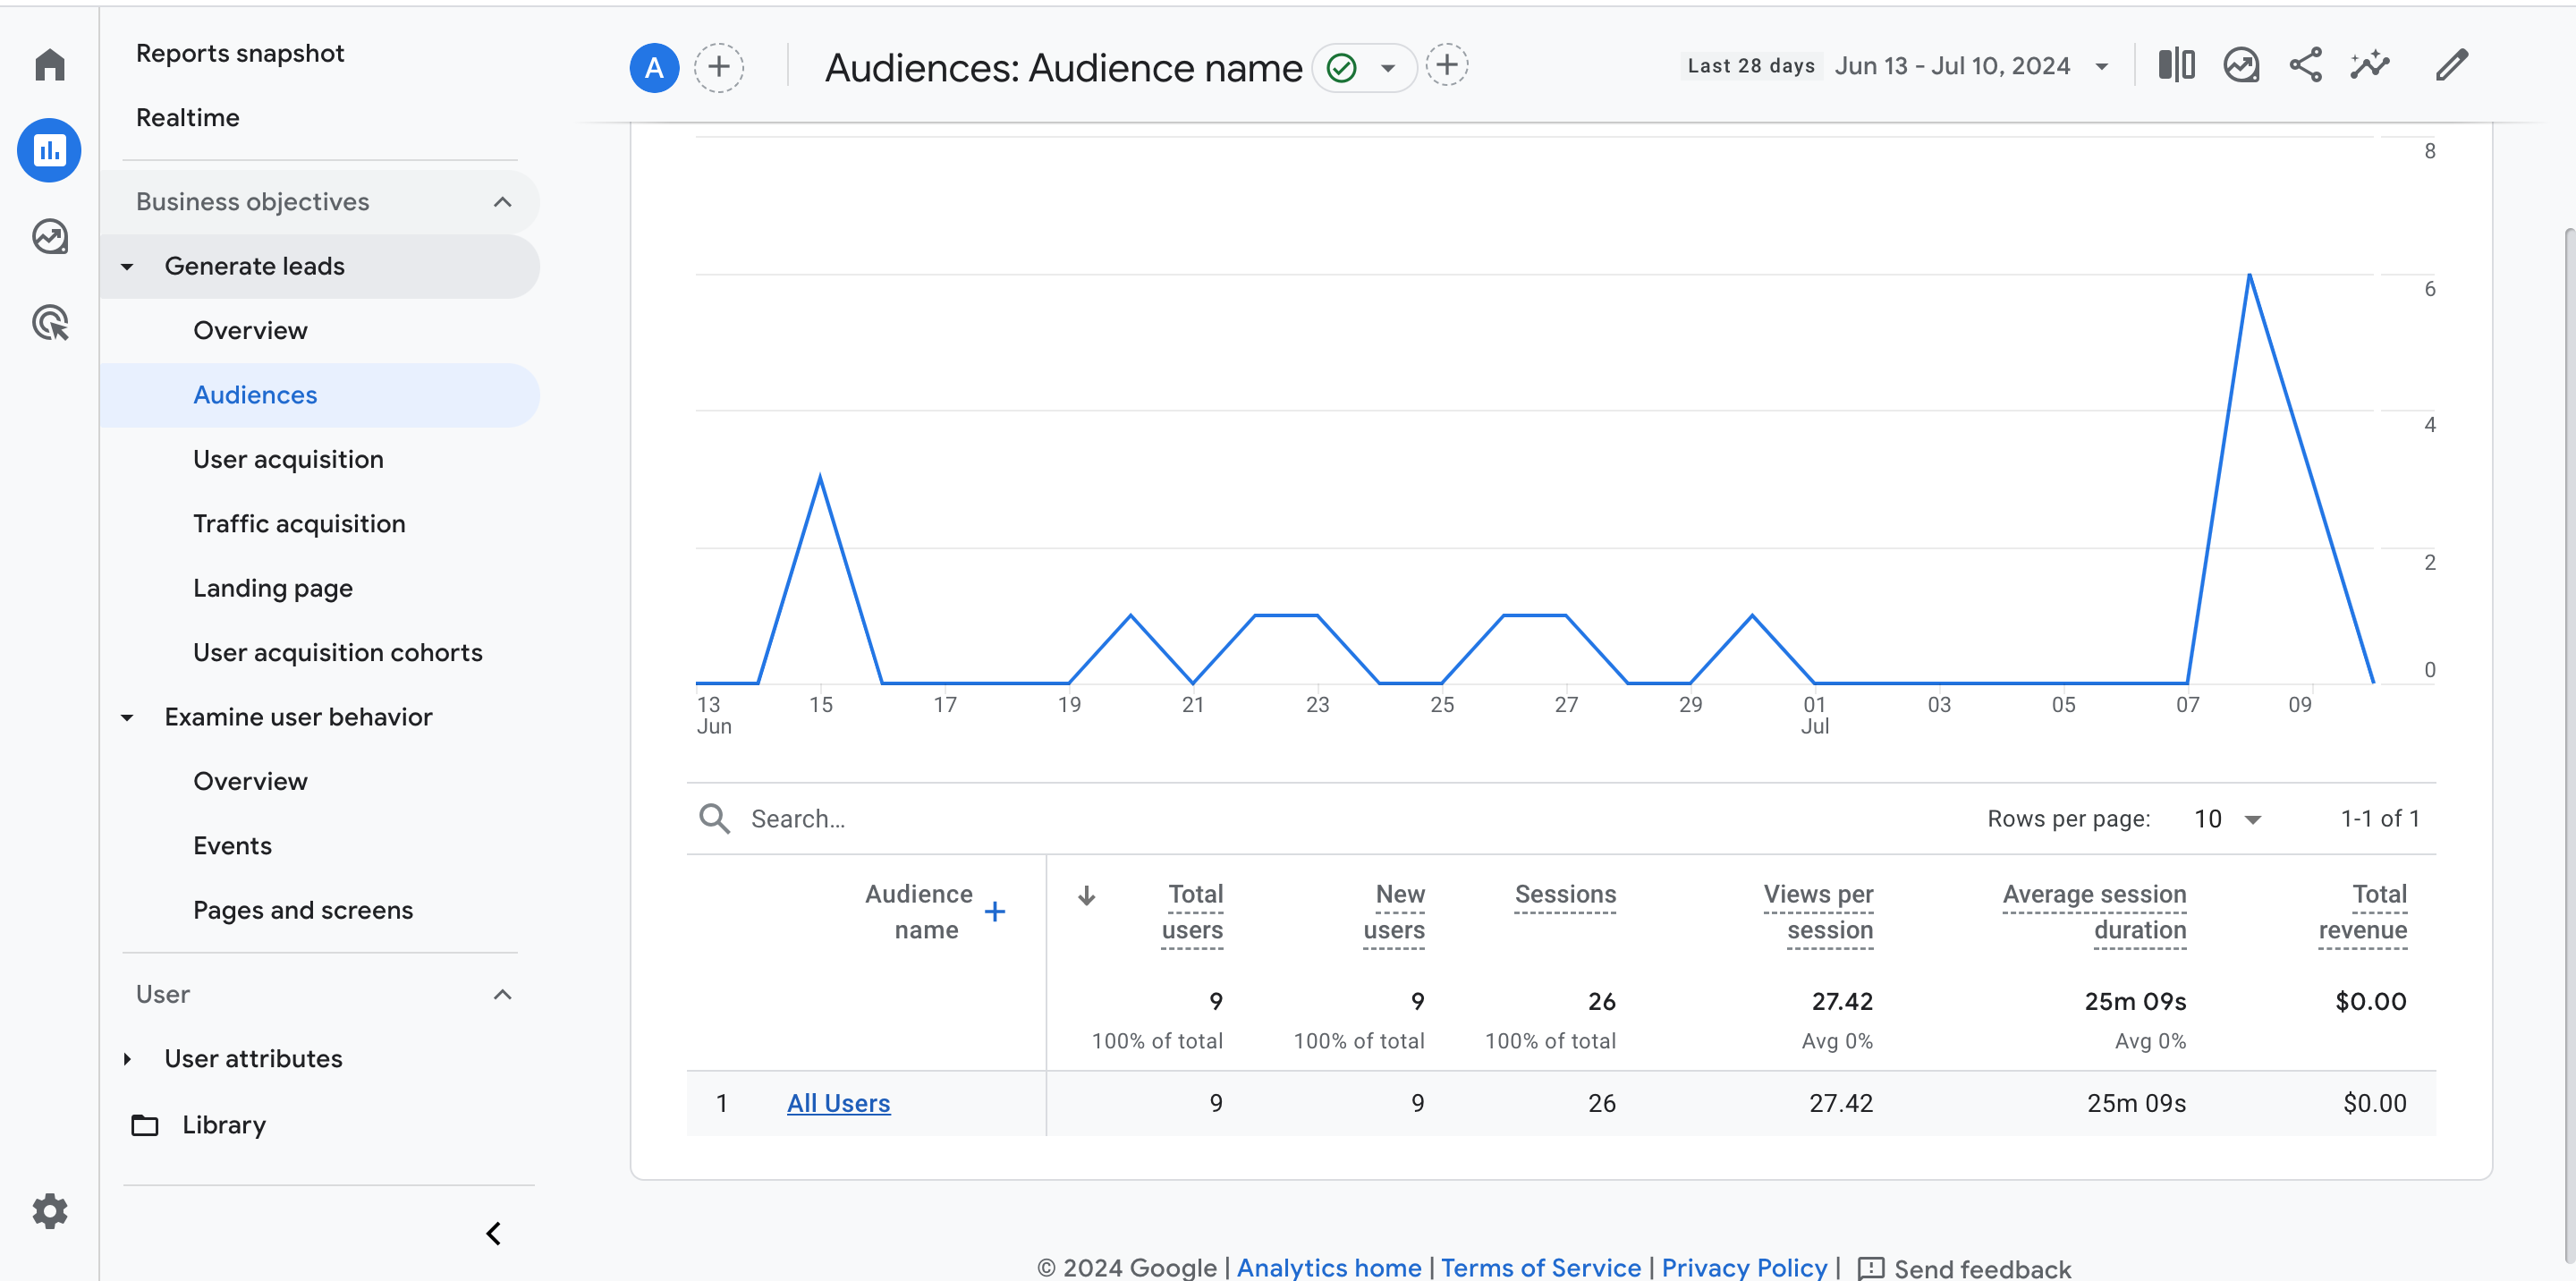 Reports snapshot
Realtime
Business objectives
Generate leads
Overview
Audiences
User acquisition
Traffic acquisition
Landing page
User acquisition cohorts
Examine user behavior
Overview
Events
Pages and screens
User
User attributes
Library
A
Audiences: Audience name
Last 28 days Jun 13 - Jul 10, 2024
8
6
4
2
0
13 15 17 19 21 23 25 27 29 01 03 05 07 09
Jun Jul
Search...
Rows per page: 10 1-1 of 1
Audience name
Total users
New users
Sessions
Views per session
Average session duration
Total revenue
9 9 26 27.42 25m 09s $0.00
100% of total 100% of total 100% of total Avg 0% Avg 0%
1 All Users 9 9 26 27.42 25m 09s $0.00
© 2024 Google | Analytics home | Terms of Service | Privacy Policy | Send feedback